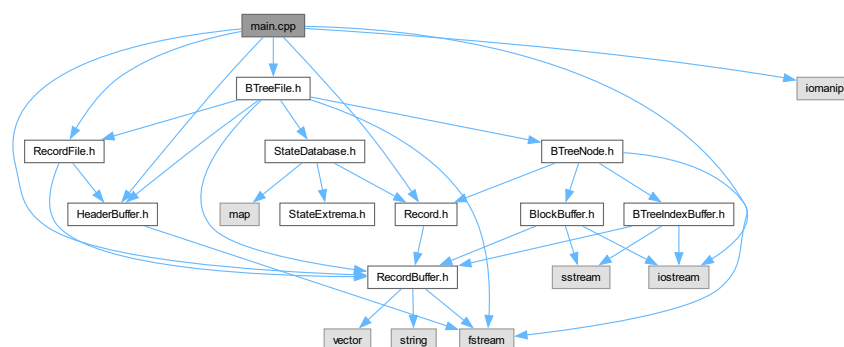 main.cpp
BTreeFile.h
iomanip
RecordFile.h
StateDatabase.h
BTreeNode.h
HeaderBuffer.h
map
StateExtrema.h
Record.h
BlockBuffer.h
BTreeIndexBuffer.h
RecordBuffer.h
sstream
iostream
vector
string
fstream